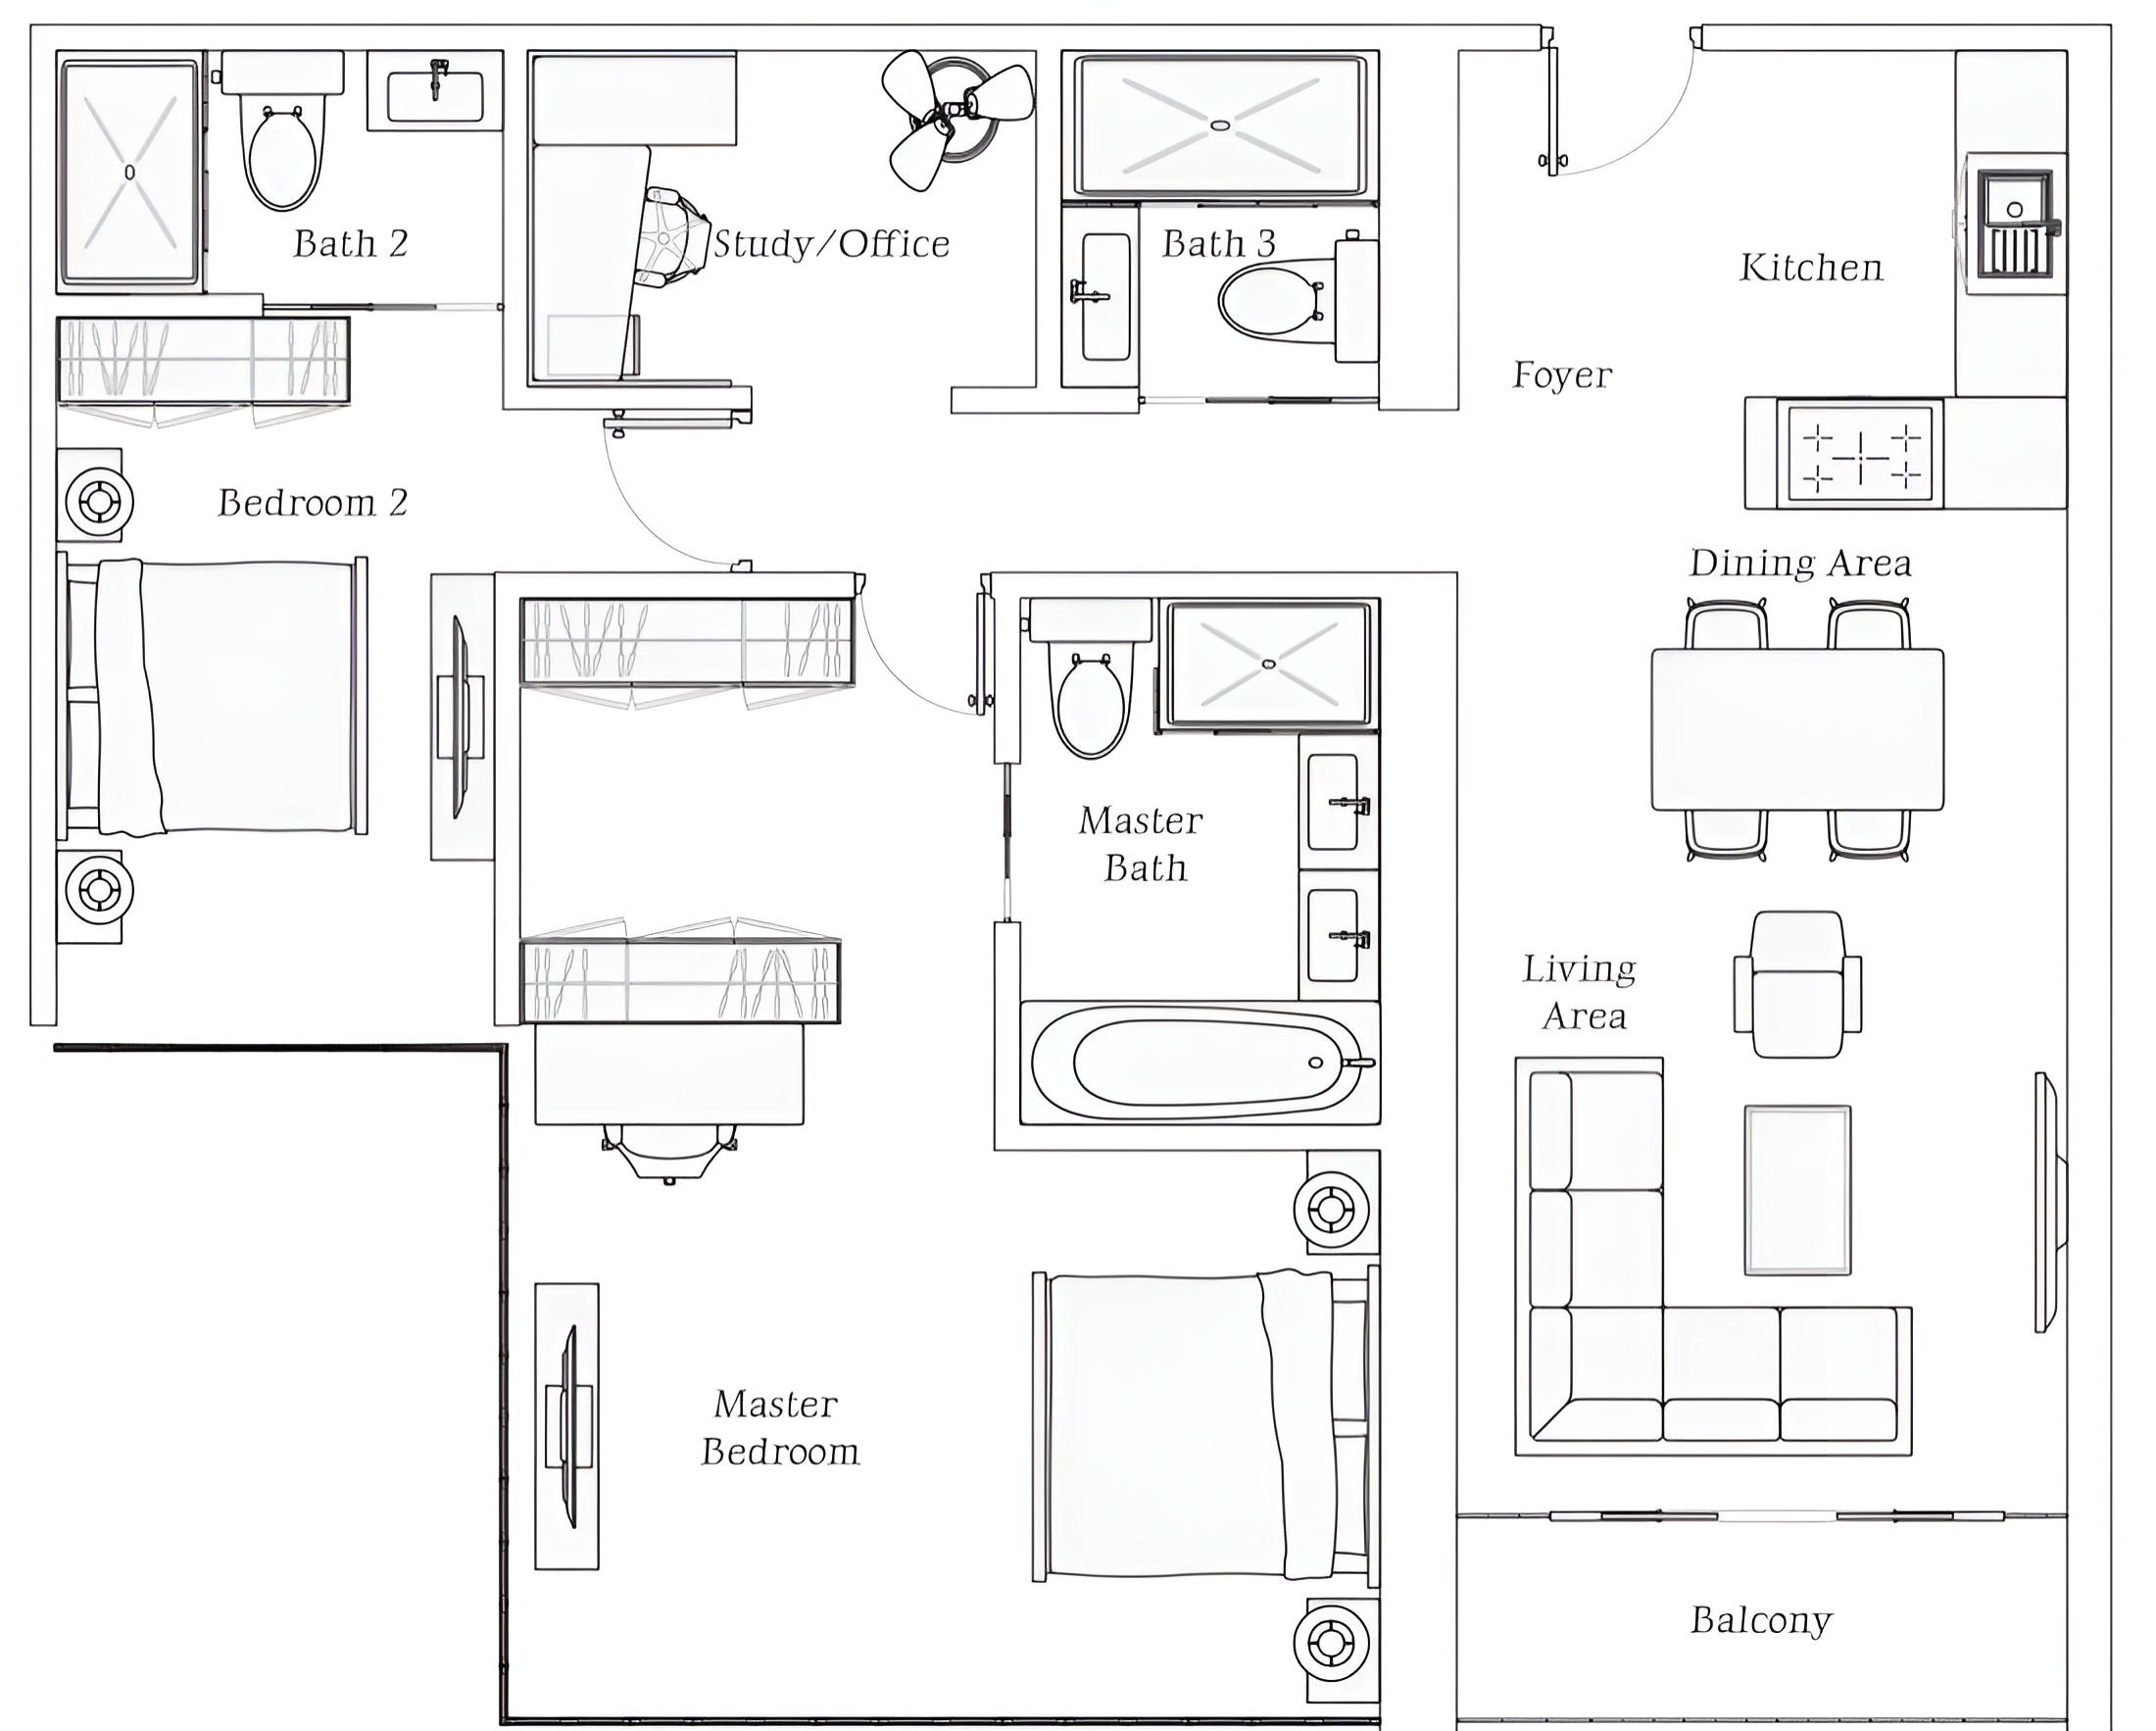 Bath 2
Study/Office
Bath 3
Kitchen
Foyer
Bedroom 2
Dining Area
Master
Bath
Living
Area
Master
Bedroom
Balcony